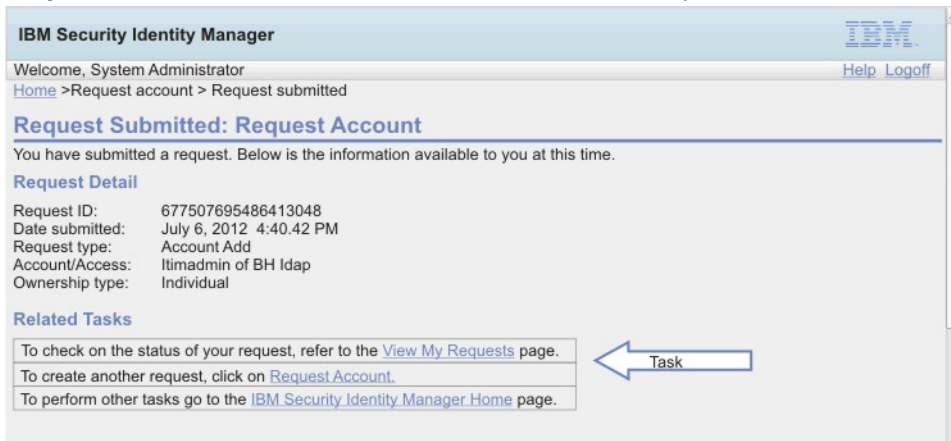 IBM Security Identity Manager
IBM.
Welcome, System Administrator
Help Logoff
Home >Request account > Request submitted
Request Submitted: Request Account
You have submitted a request. Below is the information available to you at this time.
Request Detail
Request ID: 677507695486413048
Date submitted: July 6, 2012 4:40.42 PM
Request type: Account Add
Account/Access: Itimadmin of BH Idap
Ownership type: Individual
Related Tasks
To check on the status of your request, refer to the View My Requests page.
Task
To create another request, click on Request Account.
To perform other tasks go to the IBM Security Identity Manager Home page.